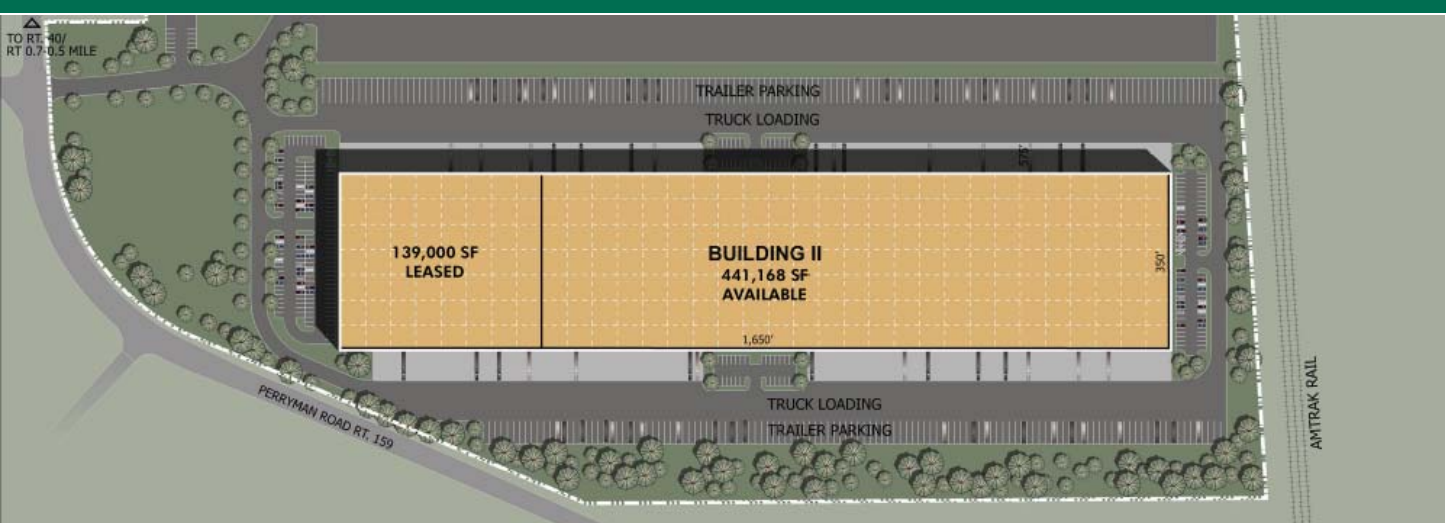 TO RT. 40/
RT 0.7-0.5 MILE
TRAILER PARKING
TRUCK LOADING
575'
139,000 SF
LEASED
BUILDING II
441,168 SF
AVAILABLE
350'
1,650'
PERRYMAN ROAD RT. 159
TRUCK LOADING
TRAILER PARKING
AMTRAK RAIL